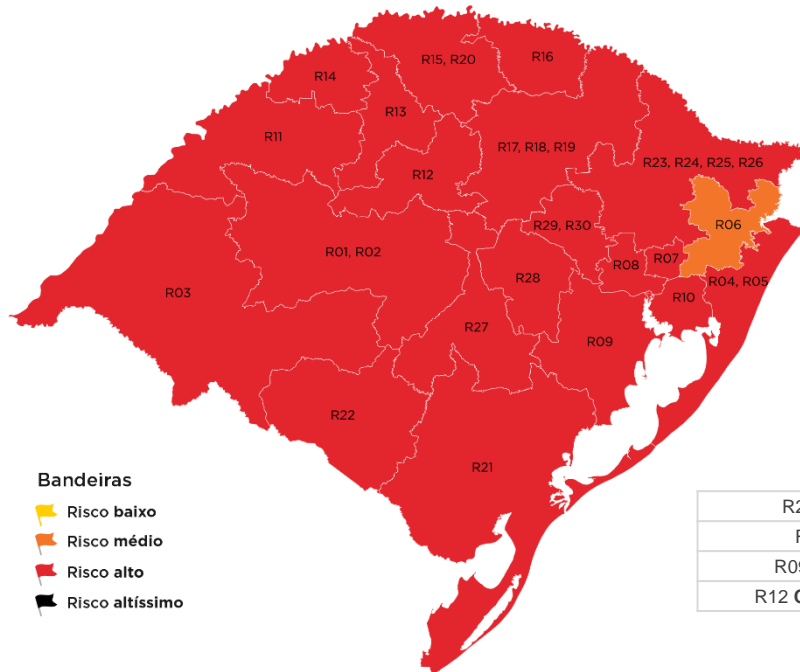 R15, R20
R16
R14
R13
R11
R17, R18, R19
R23, R24, R25, R26
R12
R29, R30
R06
R01, R02
R07
R08
R28
R04, R05
R03
R10
R27
R09
R22
R21
Bandeiras
Risco baixo
Risco médio
Risco alto
Risco altíssimo
R12